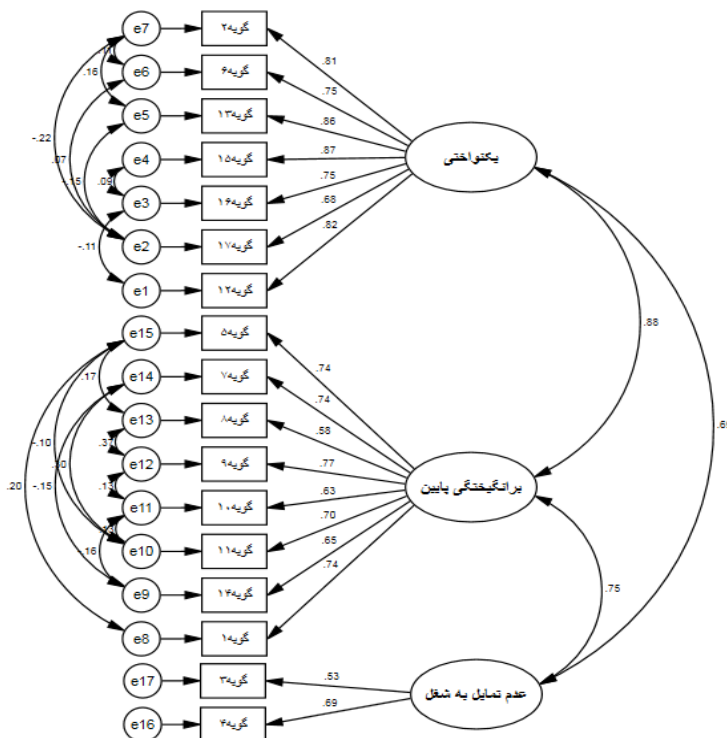 e7
گویه۲
.81
e6
گویه۶
.75
.16
e5
گویه۱۳
.86
-.22
e4
گویه۱۵
.87
یکنواختی
.07
-.15
.09
e3
گویه۱۶
.75
e2
گویه۱۷
.68
-.11
e1
گویه۱۲
.82
e15
گویه۵
.88
e14
گویه۷
.74
.17
e13
گویه۸
.74
.58
-.10
.37
e12
گویه۹
.77
برانگیختگی پایین
.20
-.15
.13
e11
گویه۱۰
.63
e10
گویه۱۱
.70
-.16
e9
گویه۱۴
.65
e8
گویه۱
.74
.75
e17
گویه۳
.53
عدم تمایل به شغل
e16
گویه۴
.69